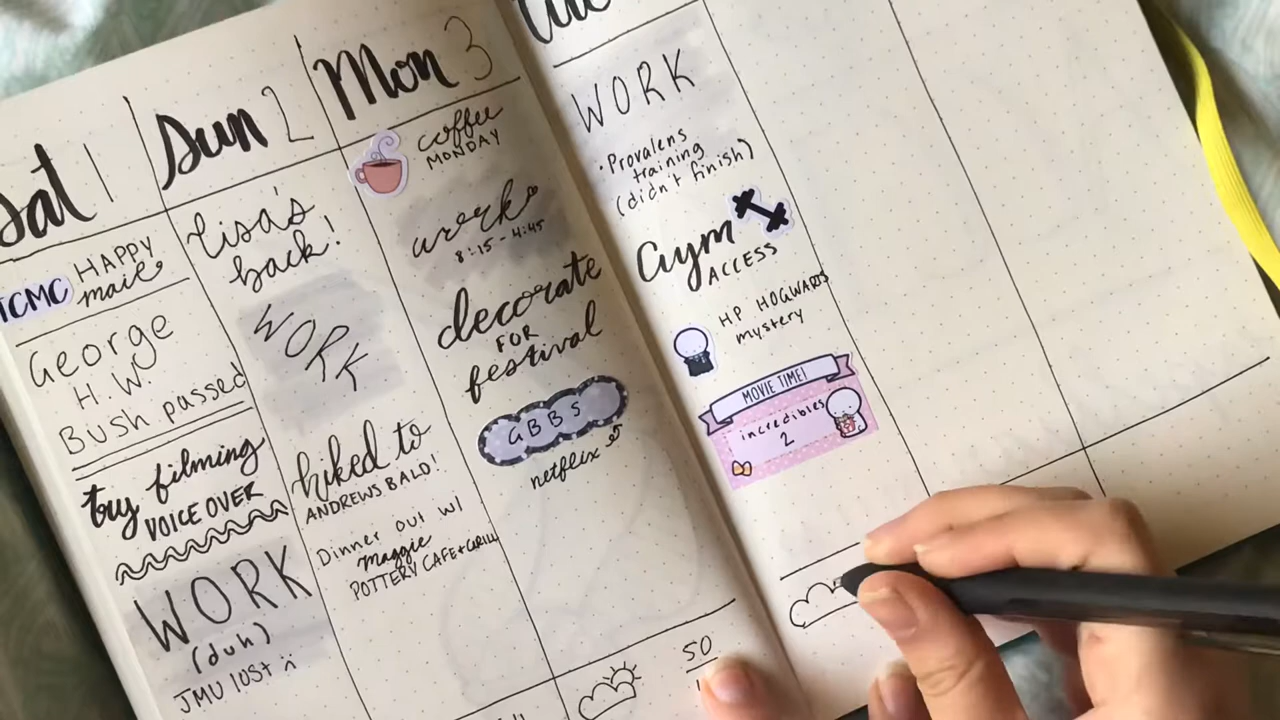 Sat 1
TCMC HAPPY
mail
George
H. W.
Bush passed
try filming
VOICE OVER
WORK
(duh)
JMU lost
Sun 2
Lisa's
back!
WORK
hiked to
ANDREWS BALD!
Dinner out w/
Maggie
POTTERY CAFE + GRILL
Mon 3
coffee
MONDAY
work
8:15 - 4:45
decorate
FOR
festival
GBBS
netflix
50
Tue
WORK
• Provalens
training
(didn't finish)
Gym
ACCESS
HP HOGWARDS
mystery
MOVIE TIME!
incredibles
2